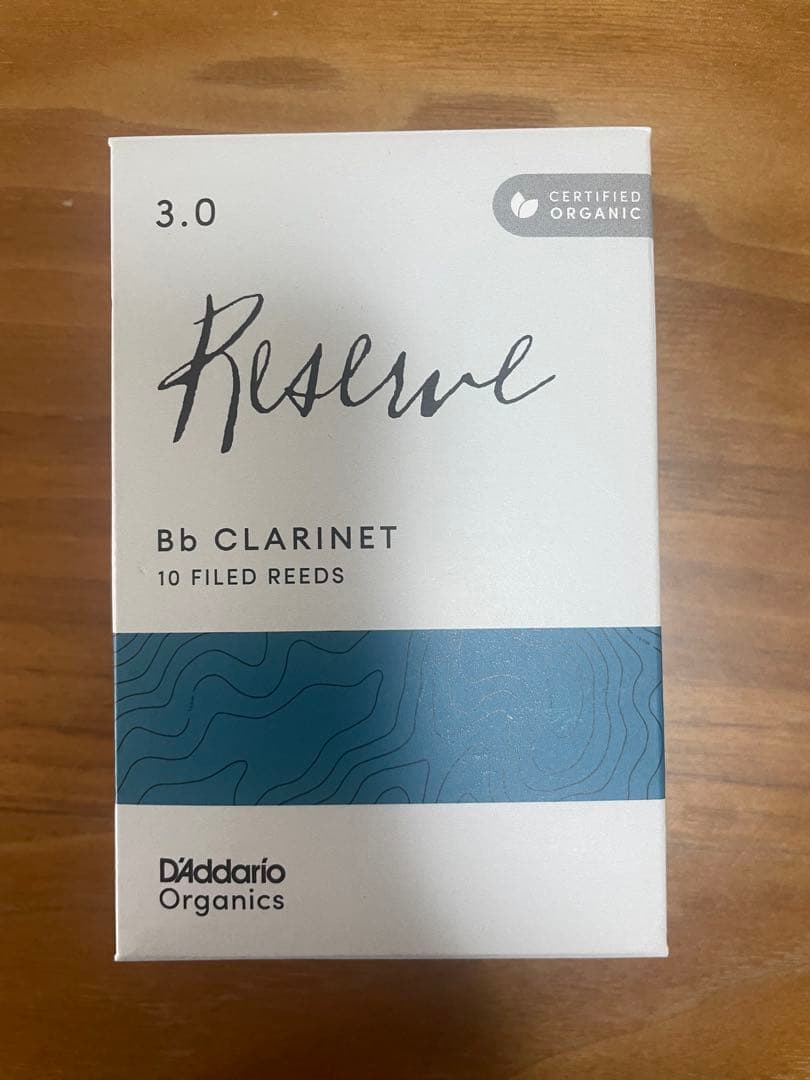 3.0
CERTIFIED
ORGANIC
Reserve
Bb CLARINET
10 FILED REEDS
D'Addario
Organics